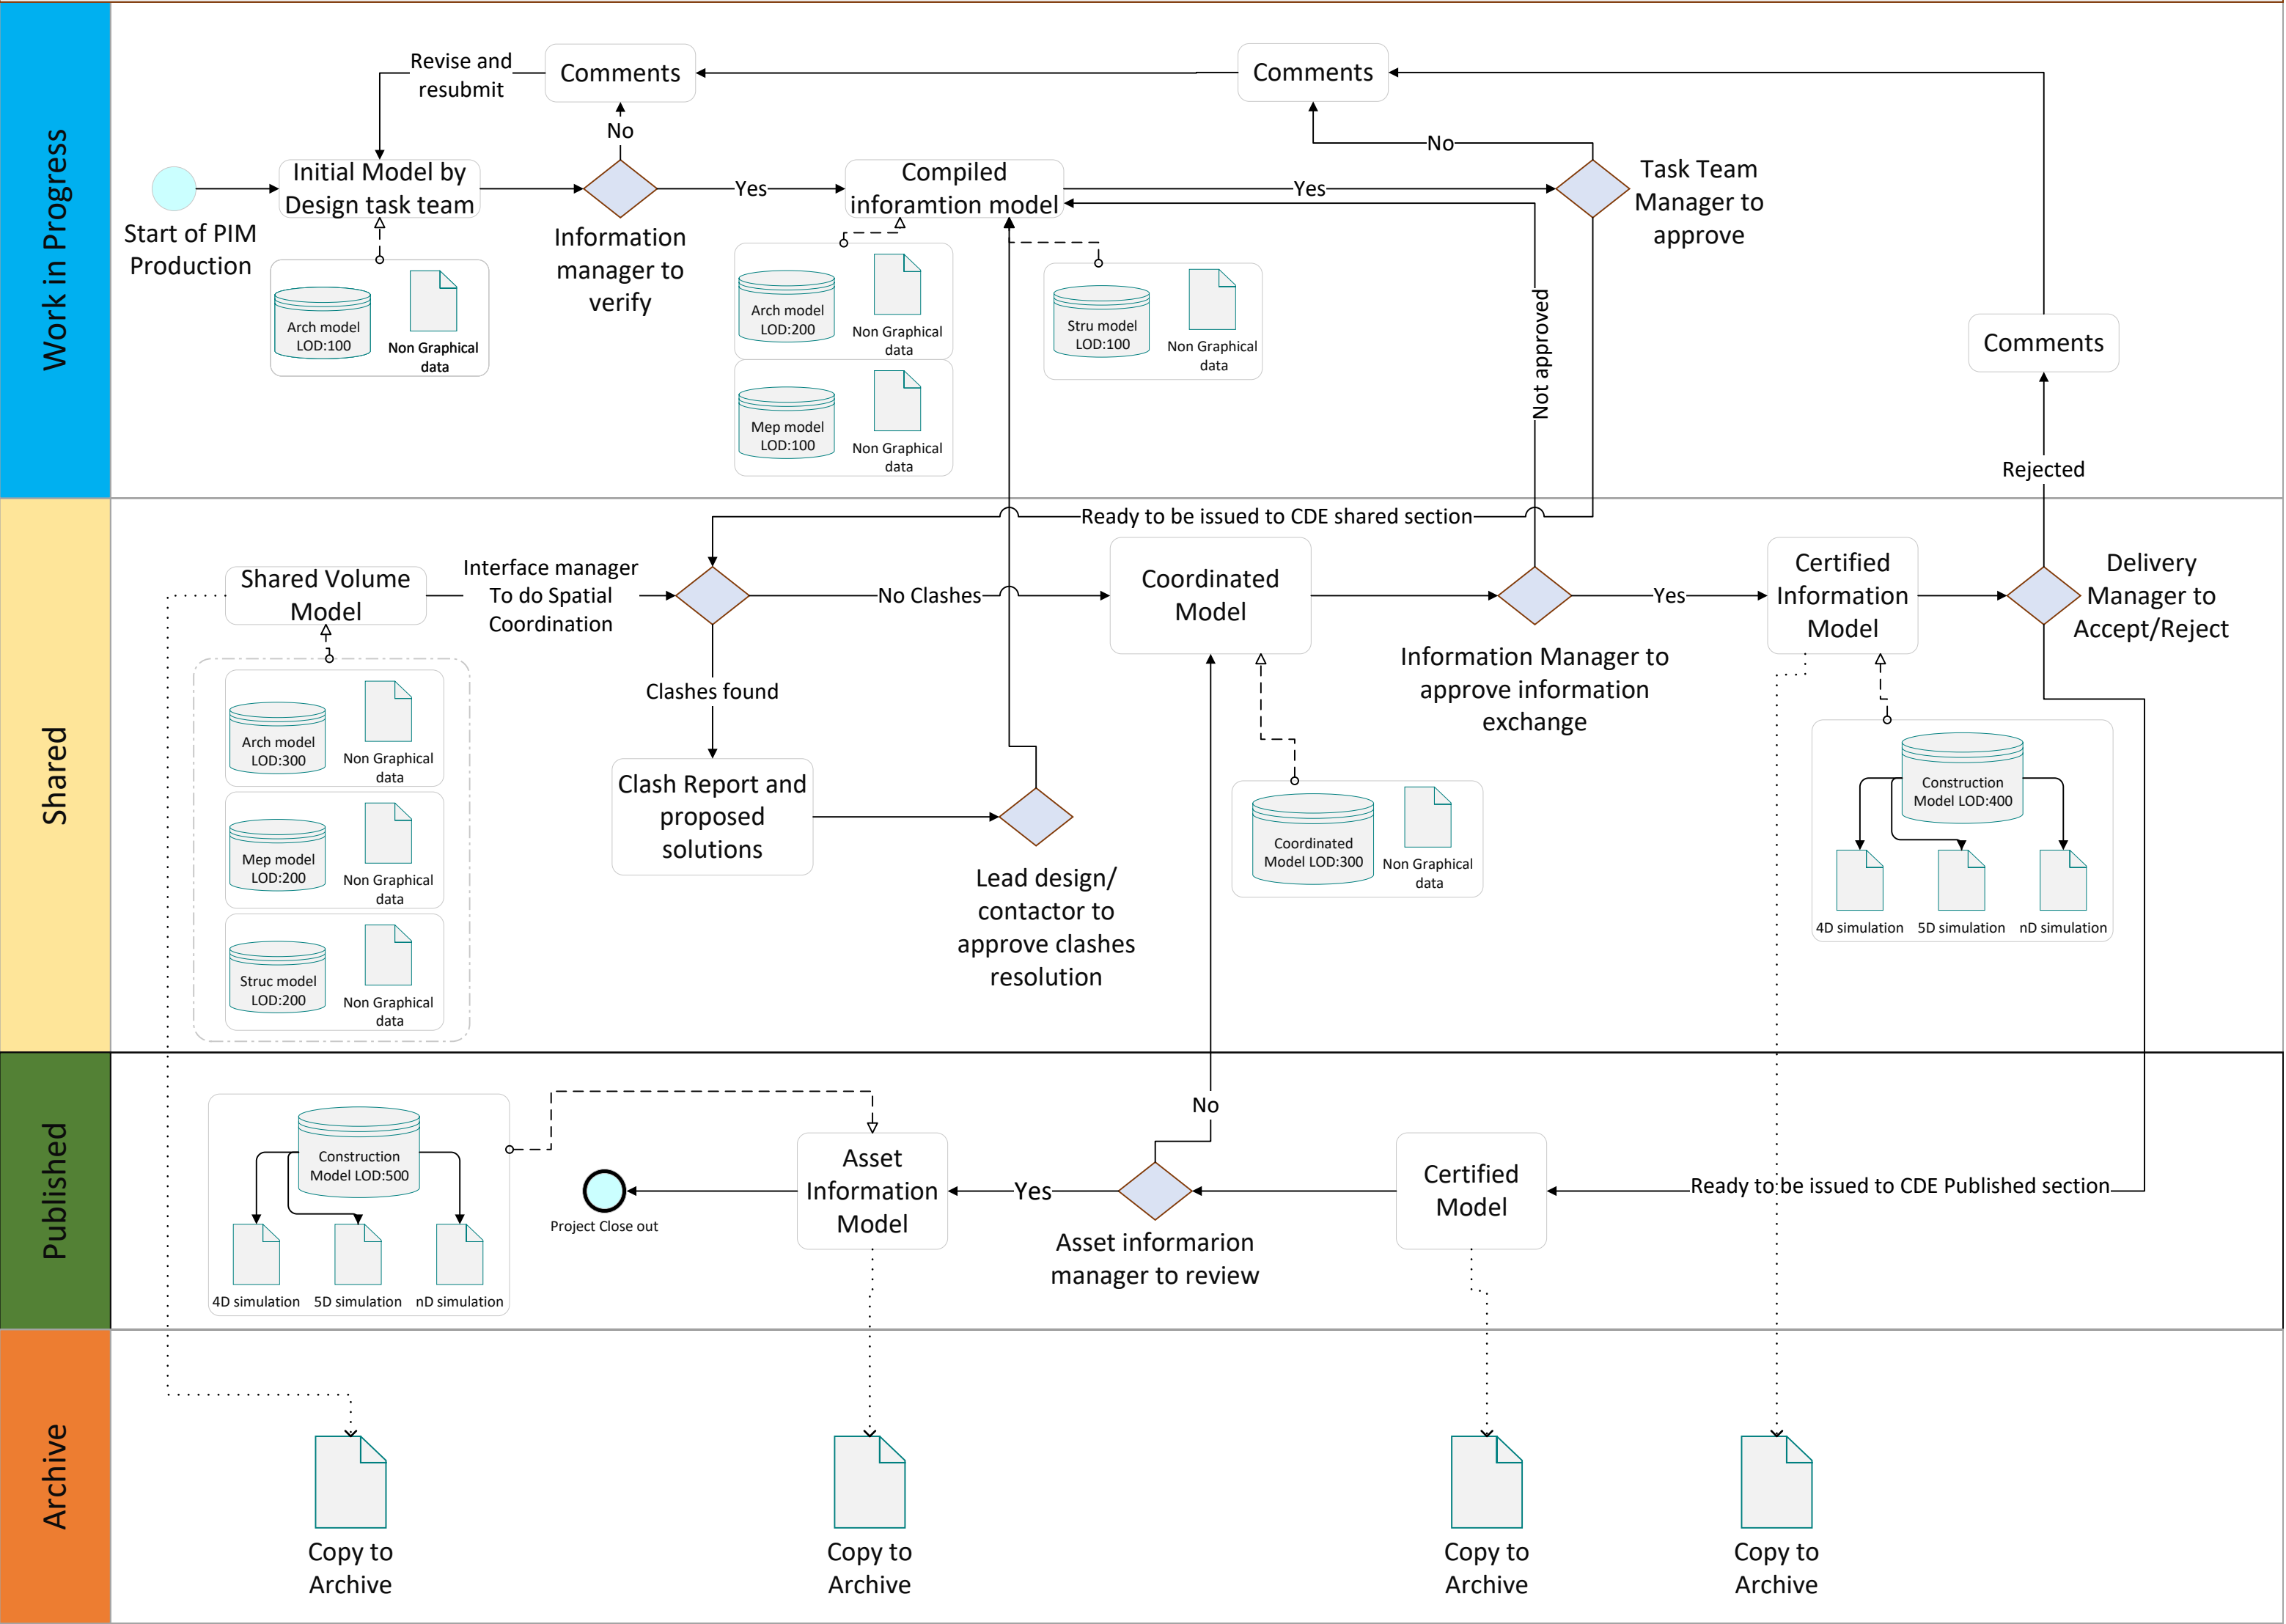 Work in Progress
Revise and
resubmit
Comments
Comments
No
No
Start of PIM
Production
Initial Model by
Design task team
Information
manager to
verify
Yes
Compiled
inforamtion model
Yes
Task Team
Manager to
approve
Arch model
LOD:100
Non Graphical
data
Arch model
LOD:200
Non Graphical
data
Mep model
LOD:100
Non Graphical
data
Stru model
LOD:100
Non Graphical
data
Not approved
Comments
Rejected
Shared
Ready to be issued to CDE shared section
Shared Volume
Model
Interface manager
To do Spatial
Coordination
No Clashes
Coordinated
Model
Information Manager to
approve information
exchange
Yes
Certified
Information
Model
Delivery
Manager to
Accept/Reject
Clashes found
Clash Report and
proposed
solutions
Lead design/
contactor to
approve clashes
resolution
Arch model
LOD:300
Non Graphical
data
Mep model
LOD:200
Non Graphical
data
Struc model
LOD:200
Non Graphical
data
Coordinated
Model LOD:300
Non Graphical
data
Construction
Model LOD:400
4D simulation
5D simulation
nD simulation
Published
Construction
Model LOD:500
4D simulation
5D simulation
nD simulation
Project Close out
Asset
Information
Model
Yes
No
Asset informarion
manager to review
Certified
Model
Ready to be issued to CDE Published section
Archive
Copy to
Archive
Copy to
Archive
Copy to
Archive
Copy to
Archive